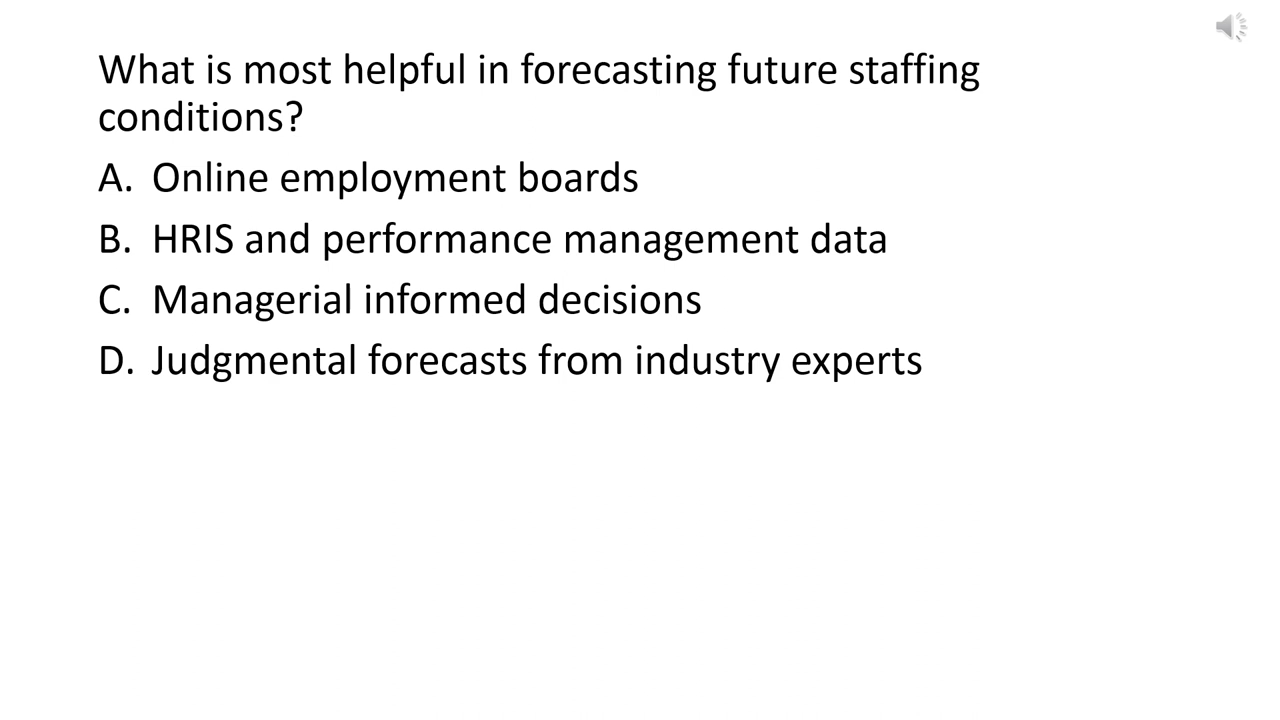 What is most helpful in forecasting future staffing
conditions?
A. Online employment boards
B. HRIS and performance management data
C. Managerial informed decisions
D. Judgmental forecasts from industry experts